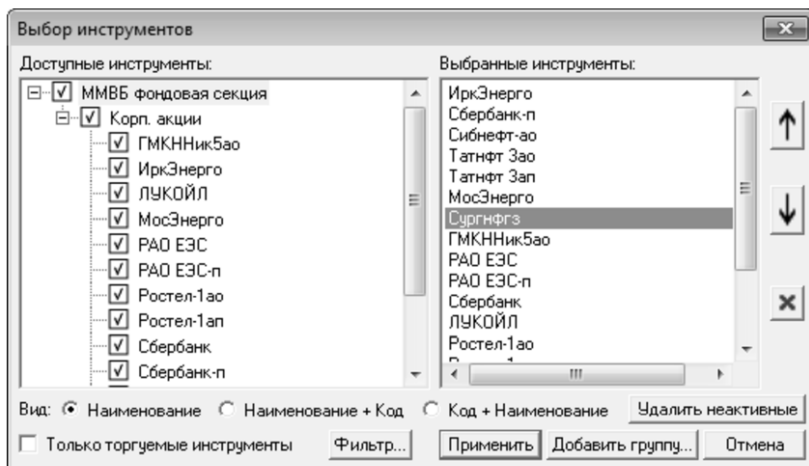 Выбор инструментов
Доступные инструменты:
ММВБ фондовая секция
Корп. акции
ГМКННик5ао
ИркЭнерго
ЛУКОЙЛ
МосЭнерго
РАО ЕЭС
РАО ЕЭС-п
Ростел-1ао
Ростел-1ап
Сбербанк
Сбербанк-п
Выбранные инструменты:
ИркЭнерго
Сбербанк-п
Сибнефт-ао
Татнфт 3ао
Татнфт 3ап
МосЭнерго
Сургнфгз
ГМКННик5ао
РАО ЕЭС
РАО ЕЭС-п
Сбербанк
ЛУКОЙЛ
Ростел-1ао
Вид: Наименование Наименование + Код Код + Наименование Удалить неактивные
Только торгуемые инструменты Фильтр... Применить Добавить группу... Отмена